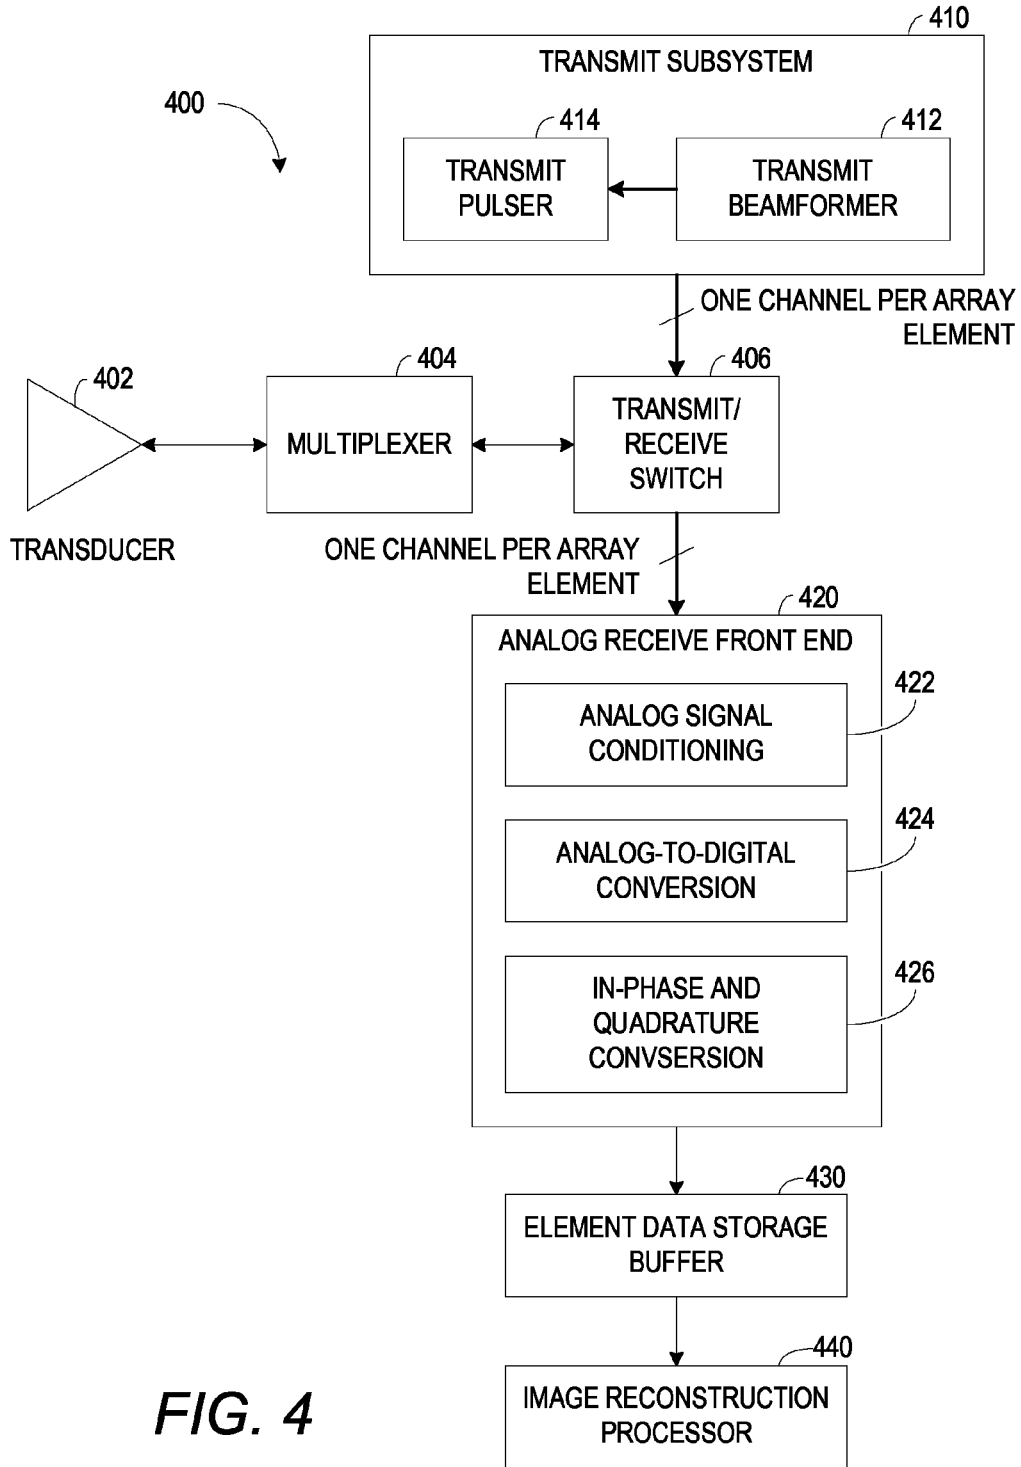 410
TRANSMIT SUBSYSTEM
400
414
412
TRANSMIT
PULSER
TRANSMIT
BEAMFORMER
ONE CHANNEL PER ARRAY
ELEMENT
402
404
406
MULTIPLEXER
TRANSMIT/
RECEIVE
SWITCH
TRANSDUCER
ONE CHANNEL PER ARRAY
ELEMENT
420
ANALOG RECEIVE FRONT END
422
ANALOG SIGNAL
CONDITIONING
424
ANALOG-TO-DIGITAL
CONVERSION
426
IN-PHASE AND
QUADRATURE
CONVSERSION
430
ELEMENT DATA STORAGE
BUFFER
440
IMAGE RECONSTRUCTION
PROCESSOR
FIG. 4